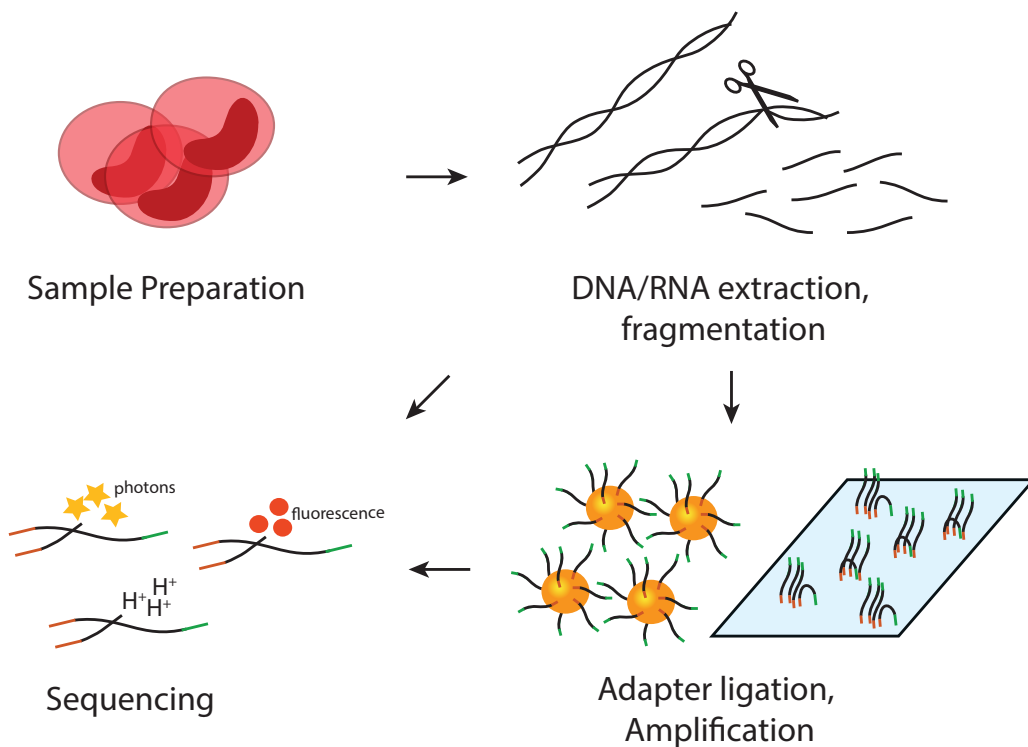 Sample Preparation
DNA/RNA extraction,
fragmentation
photons
fluorescence
H⁺
H⁺
H⁺
Sequencing
Adapter ligation,
Amplification